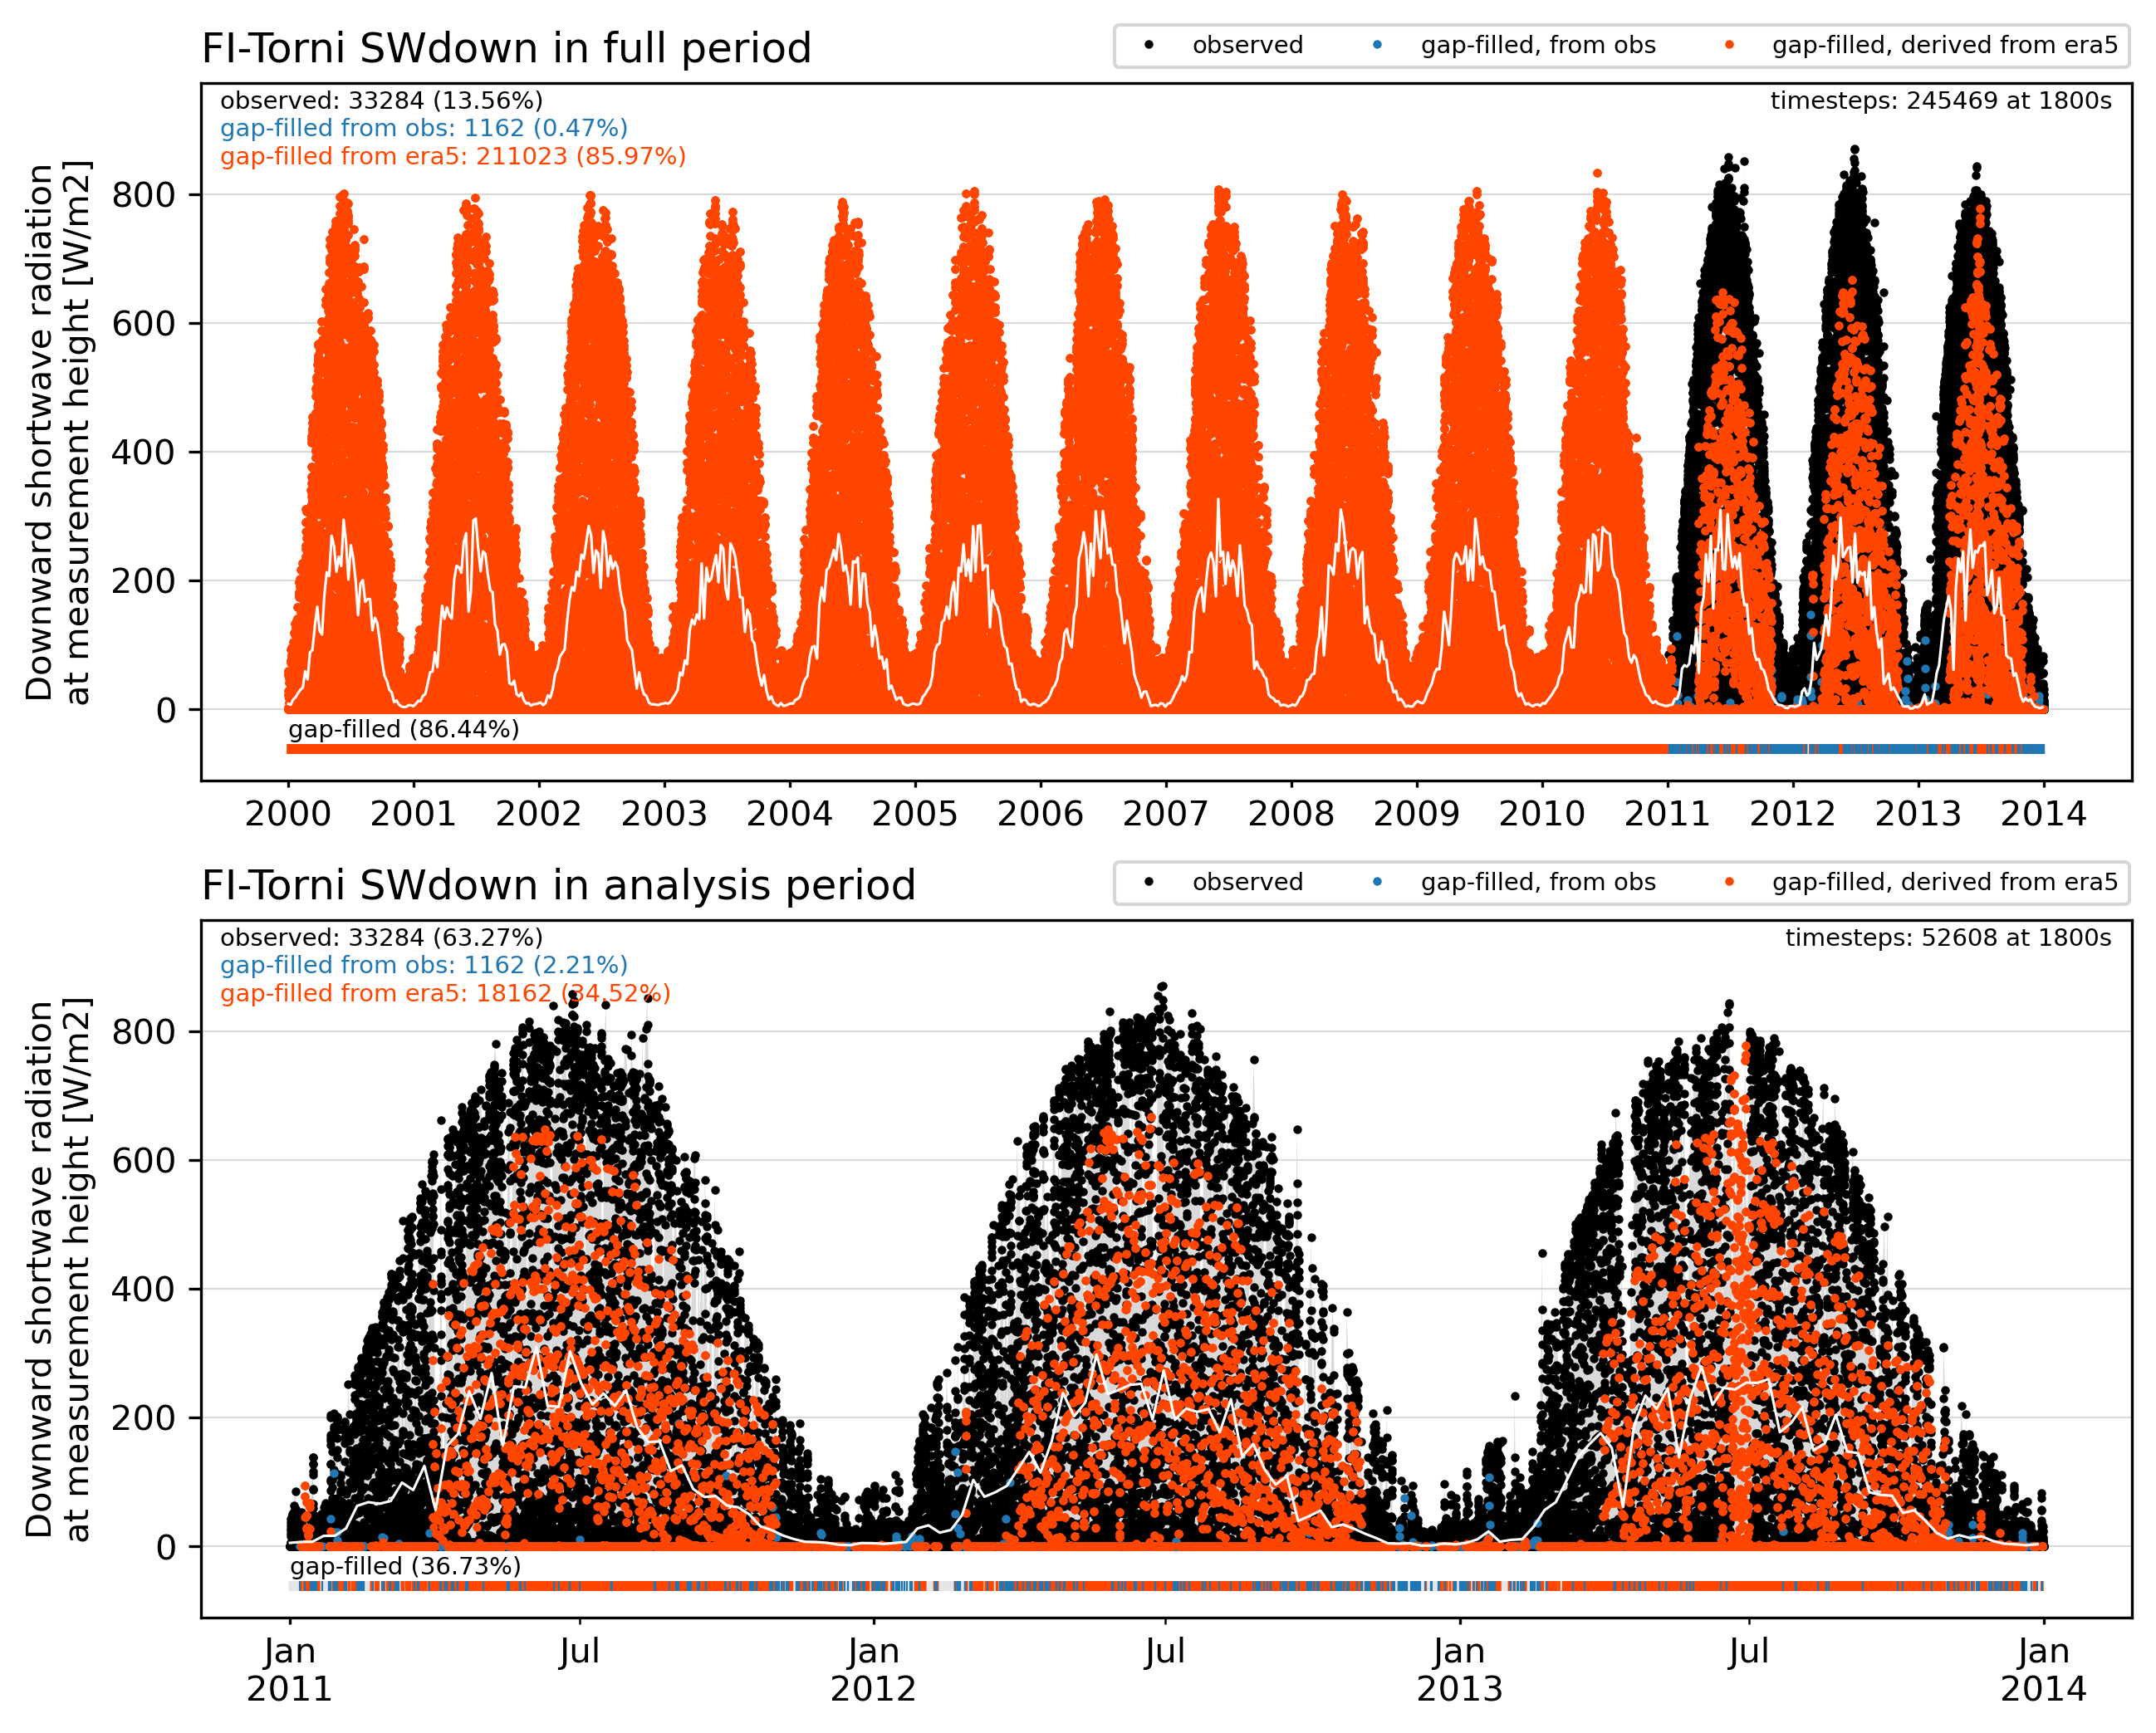 FI-Torni SWdown in full period
observed
gap-filled, from obs
gap-filled, derived from era5
observed: 33284 (13.56%)
gap-filled from obs: 1162 (0.47%)
gap-filled from era5: 211023 (85.97%)
timesteps: 245469 at 1800s
Downward shortwave radiation
at measurement height [W/m2]
800
600
400
200
0
gap-filled (86.44%)
2000 2001 2002 2003 2004 2005 2006 2007 2008 2009 2010 2011 2012 2013 2014
FI-Torni SWdown in analysis period
observed
gap-filled, from obs
gap-filled, derived from era5
observed: 33284 (63.27%)
gap-filled from obs: 1162 (2.21%)
gap-filled from era5: 18162 (34.52%)
timesteps: 52608 at 1800s
Downward shortwave radiation
at measurement height [W/m2]
800
600
400
200
0
gap-filled (36.73%)
Jan Jul Jan Jul Jan Jul Jan
2011 2012 2013 2014